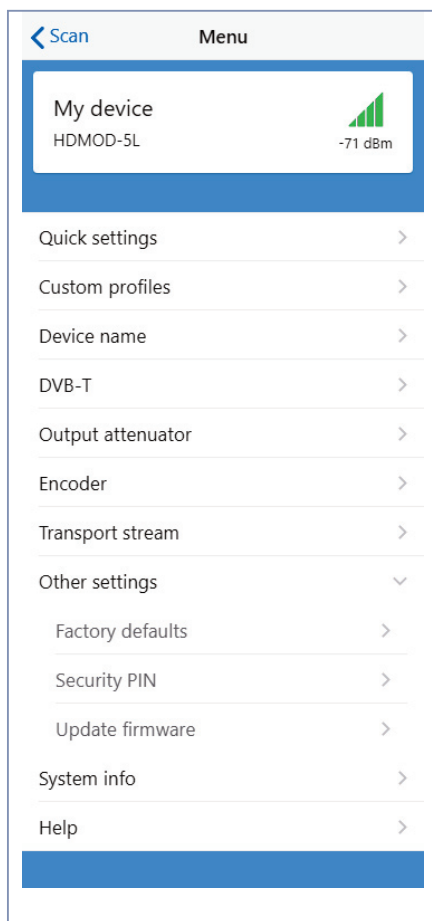 Scan Menu
My device
HDMOD-5L
-71 dBm
Quick settings
Custom profiles
Device name
DVB-T
Output attenuator
Encoder
Transport stream
Other settings
Factory defaults
Security PIN
Update firmware
System info
Help